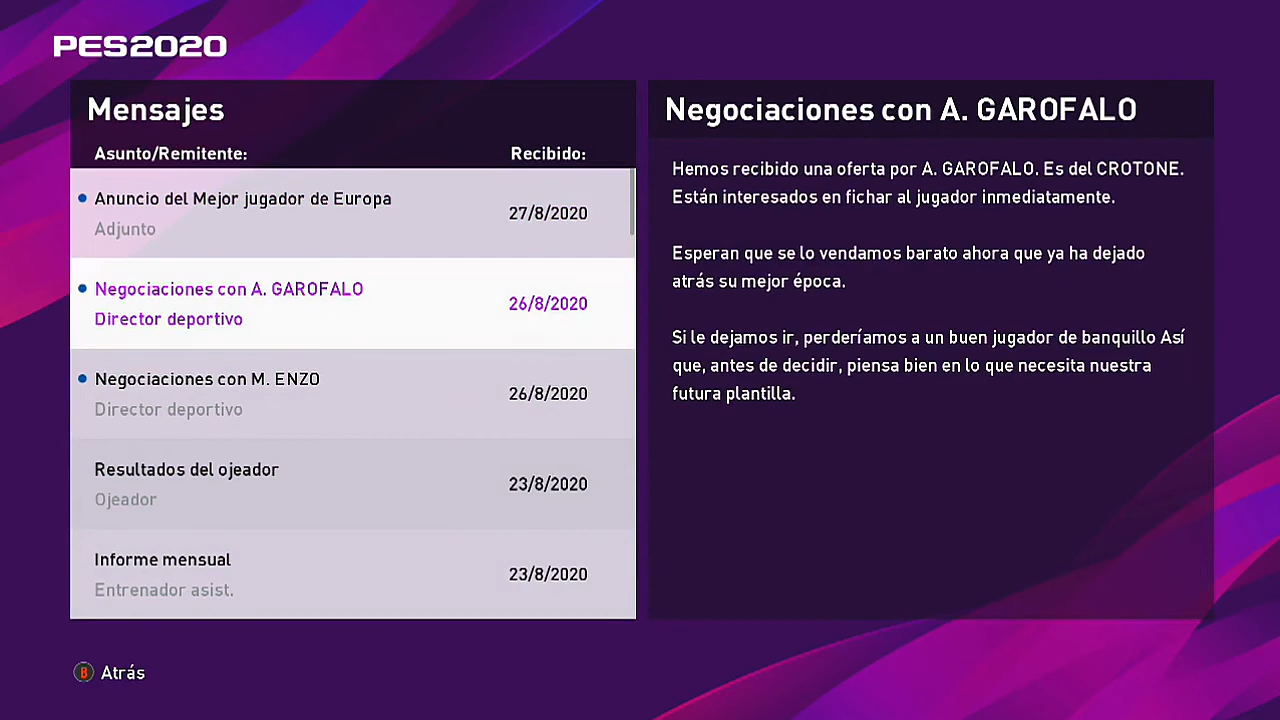 PES2020
Mensajes
Asunto/Remitente: Recibido:
Anuncio del Mejor jugador de Europa
Adjunto
27/8/2020
Negociaciones con A. GAROFALO
Director deportivo
26/8/2020
Negociaciones con M. ENZO
Director deportivo
26/8/2020
Resultados del ojeador
Ojeador
23/8/2020
Informe mensual
Entrenador asist.
23/8/2020
Negociaciones con A. GAROFALO
Hemos recibido una oferta por A. GAROFALO. Es del CROTONE.
Están interesados en fichar al jugador inmediatamente.
Esperan que se lo vendamos barato ahora que ya ha dejado
atrás su mejor época.
Si le dejamos ir, perderíamos a un buen jugador de banquillo Así
que, antes de decidir, piensa bien en lo que necesita nuestra
futura plantilla.
B Atrás